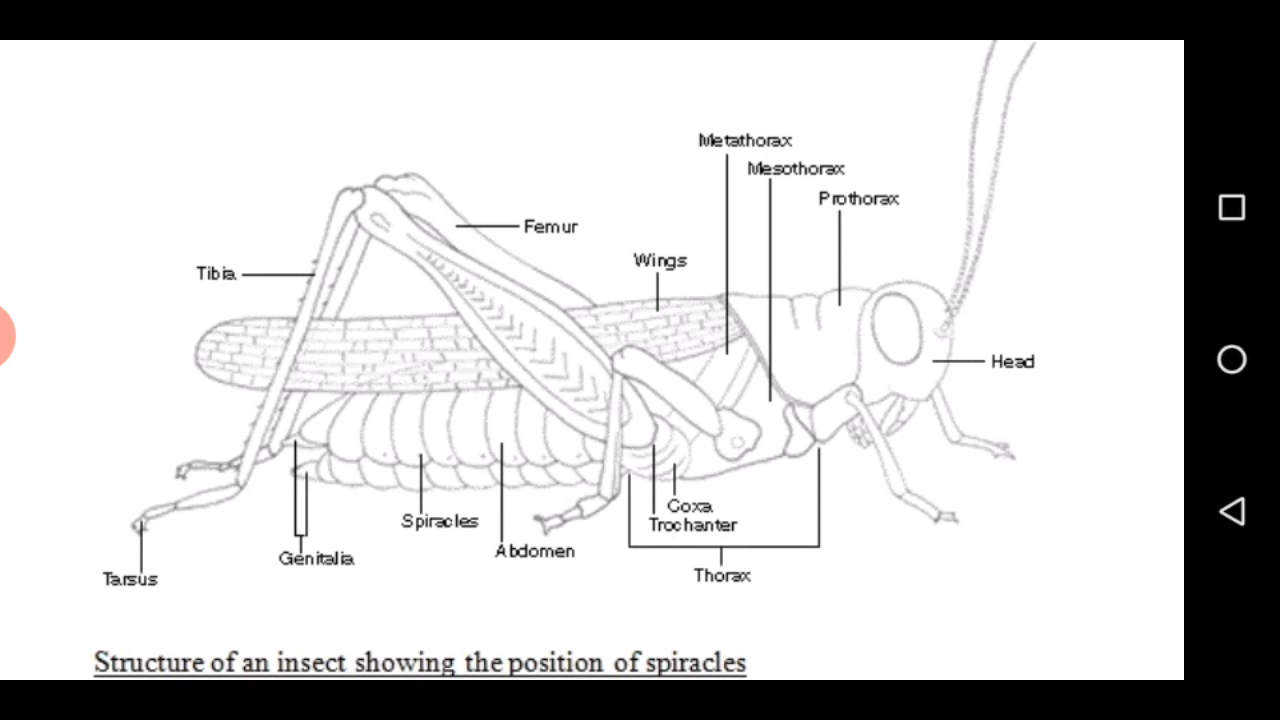 Metathorax
Mesothorax
Prothorax
Femur
Wings
Tibia
Head
Coxa
Spiracles
Trochanter
Abdomen
Genitalia
Thorax
Tarsus
Structure of an insect showing the position of spiracles